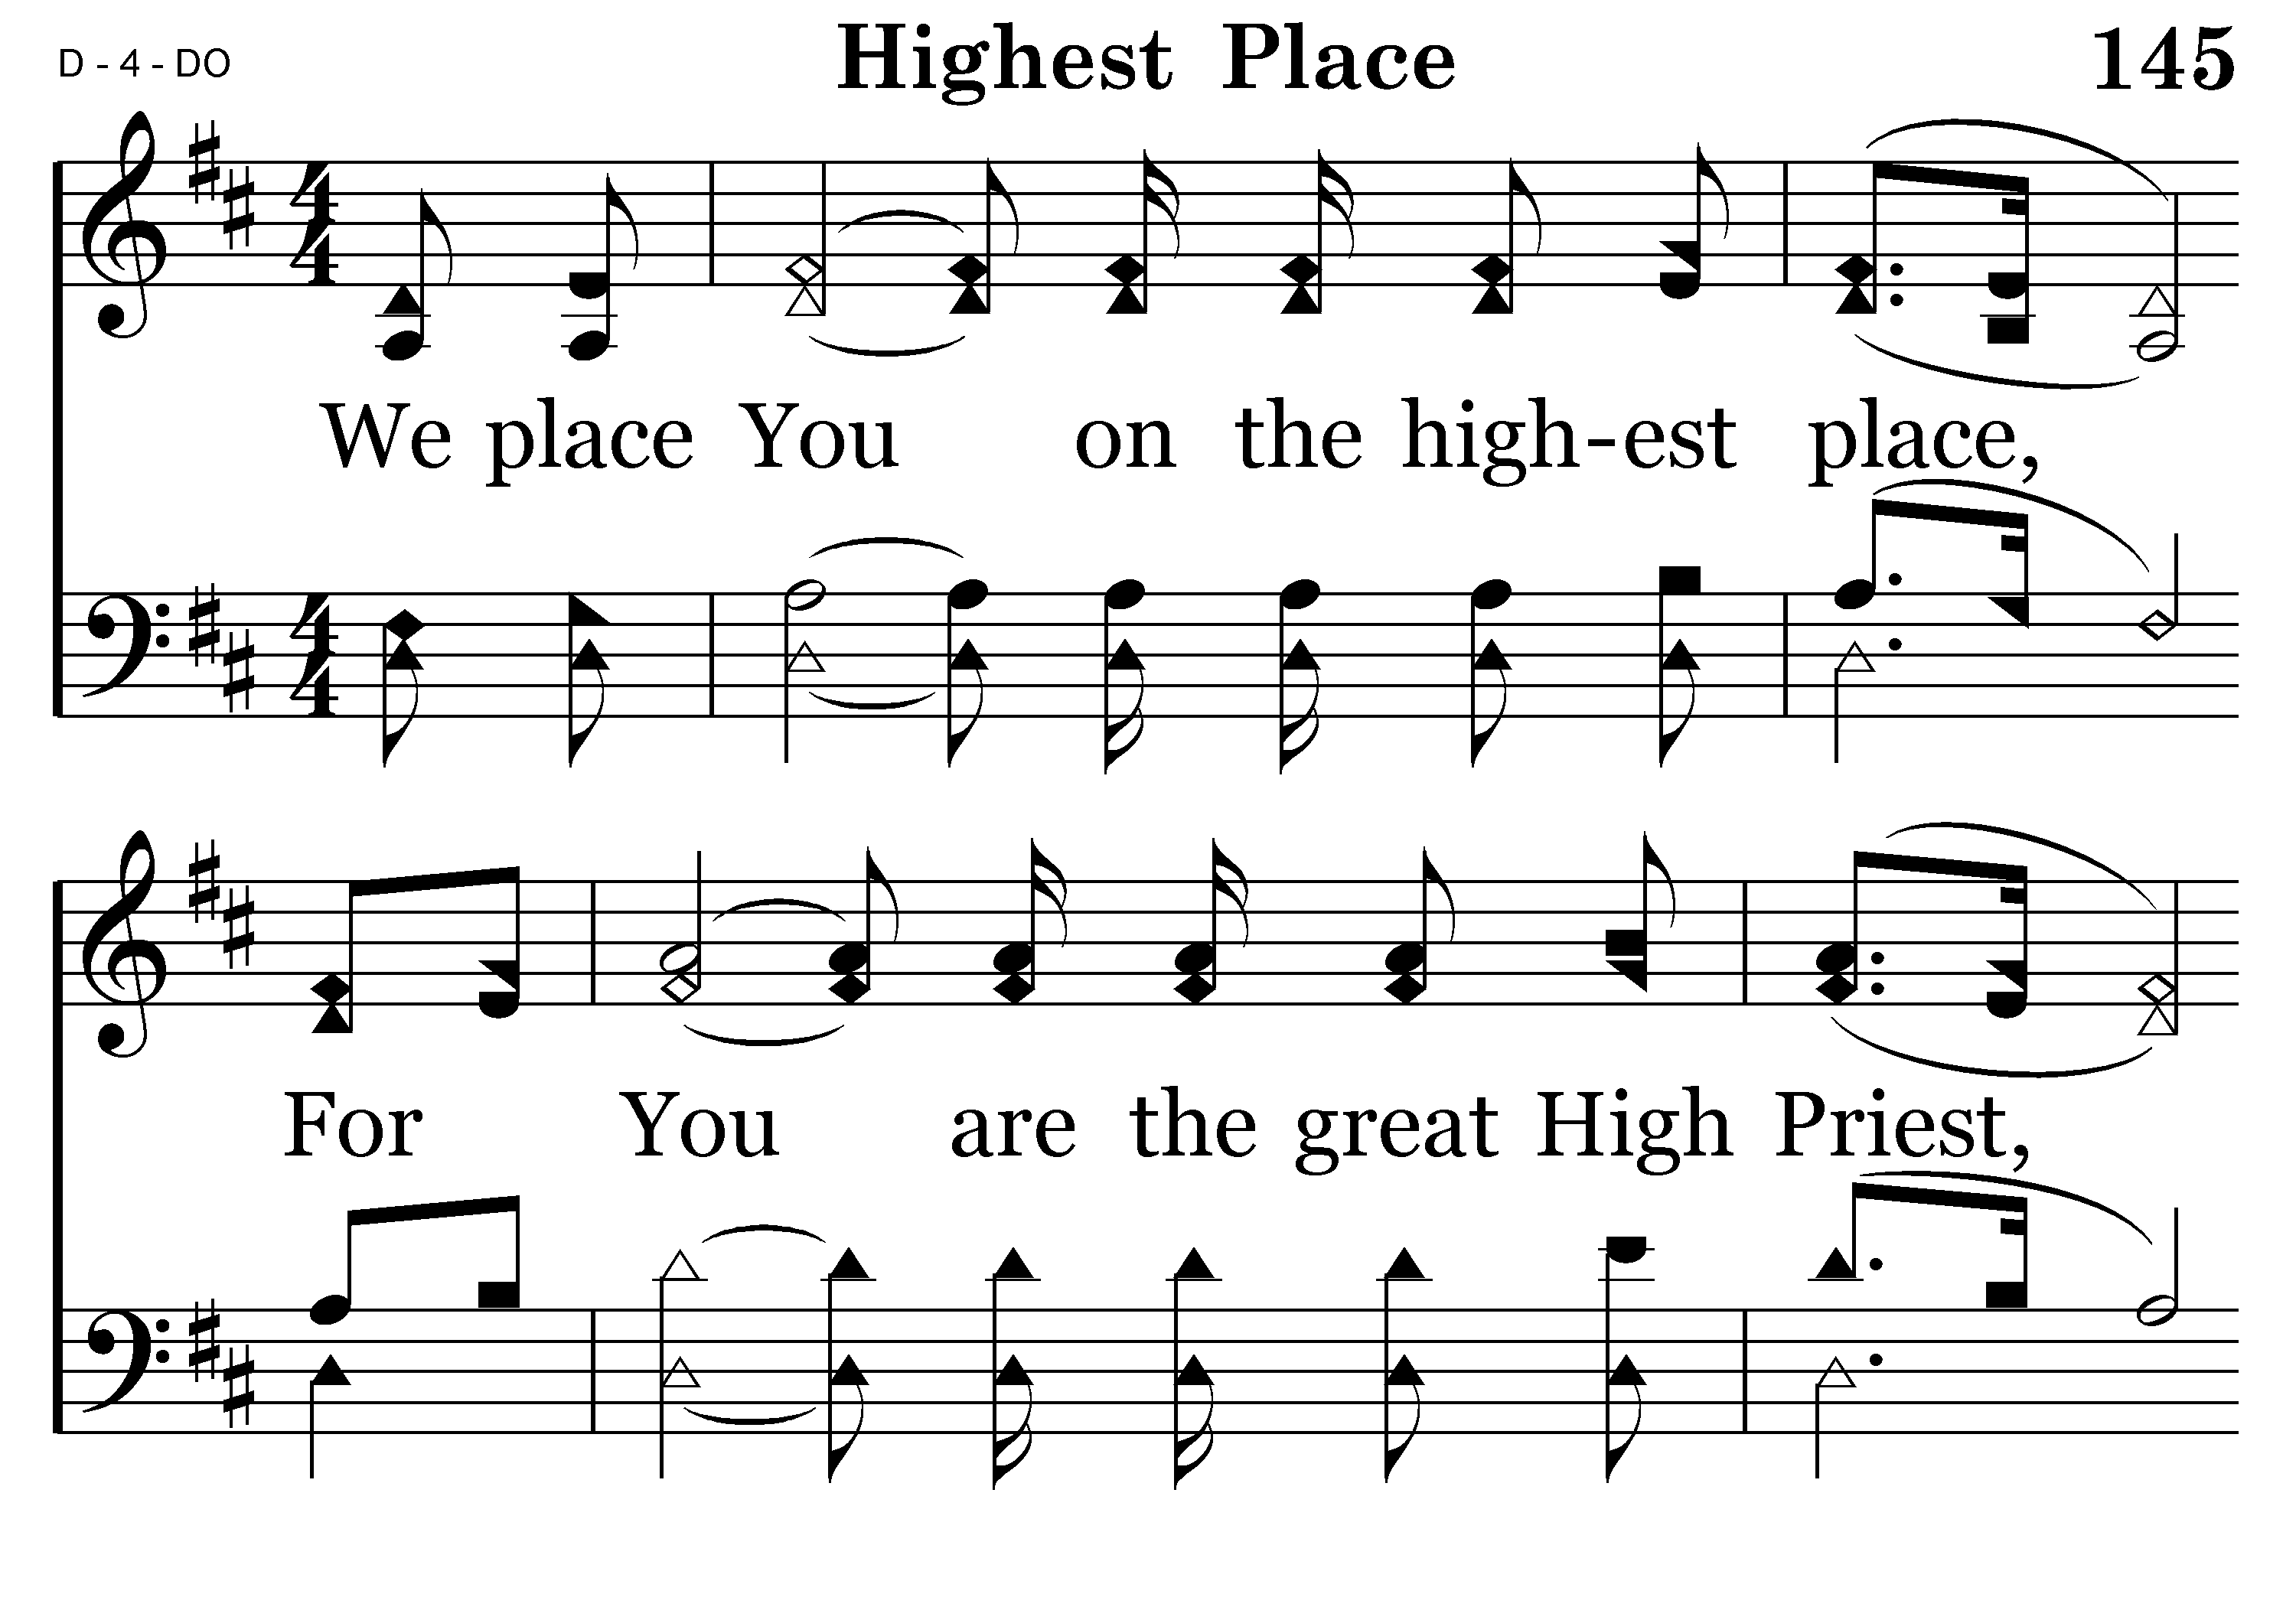 D - 4 - DO Highest Place 145
We place You on the high-est place,
For You are the great High Priest,